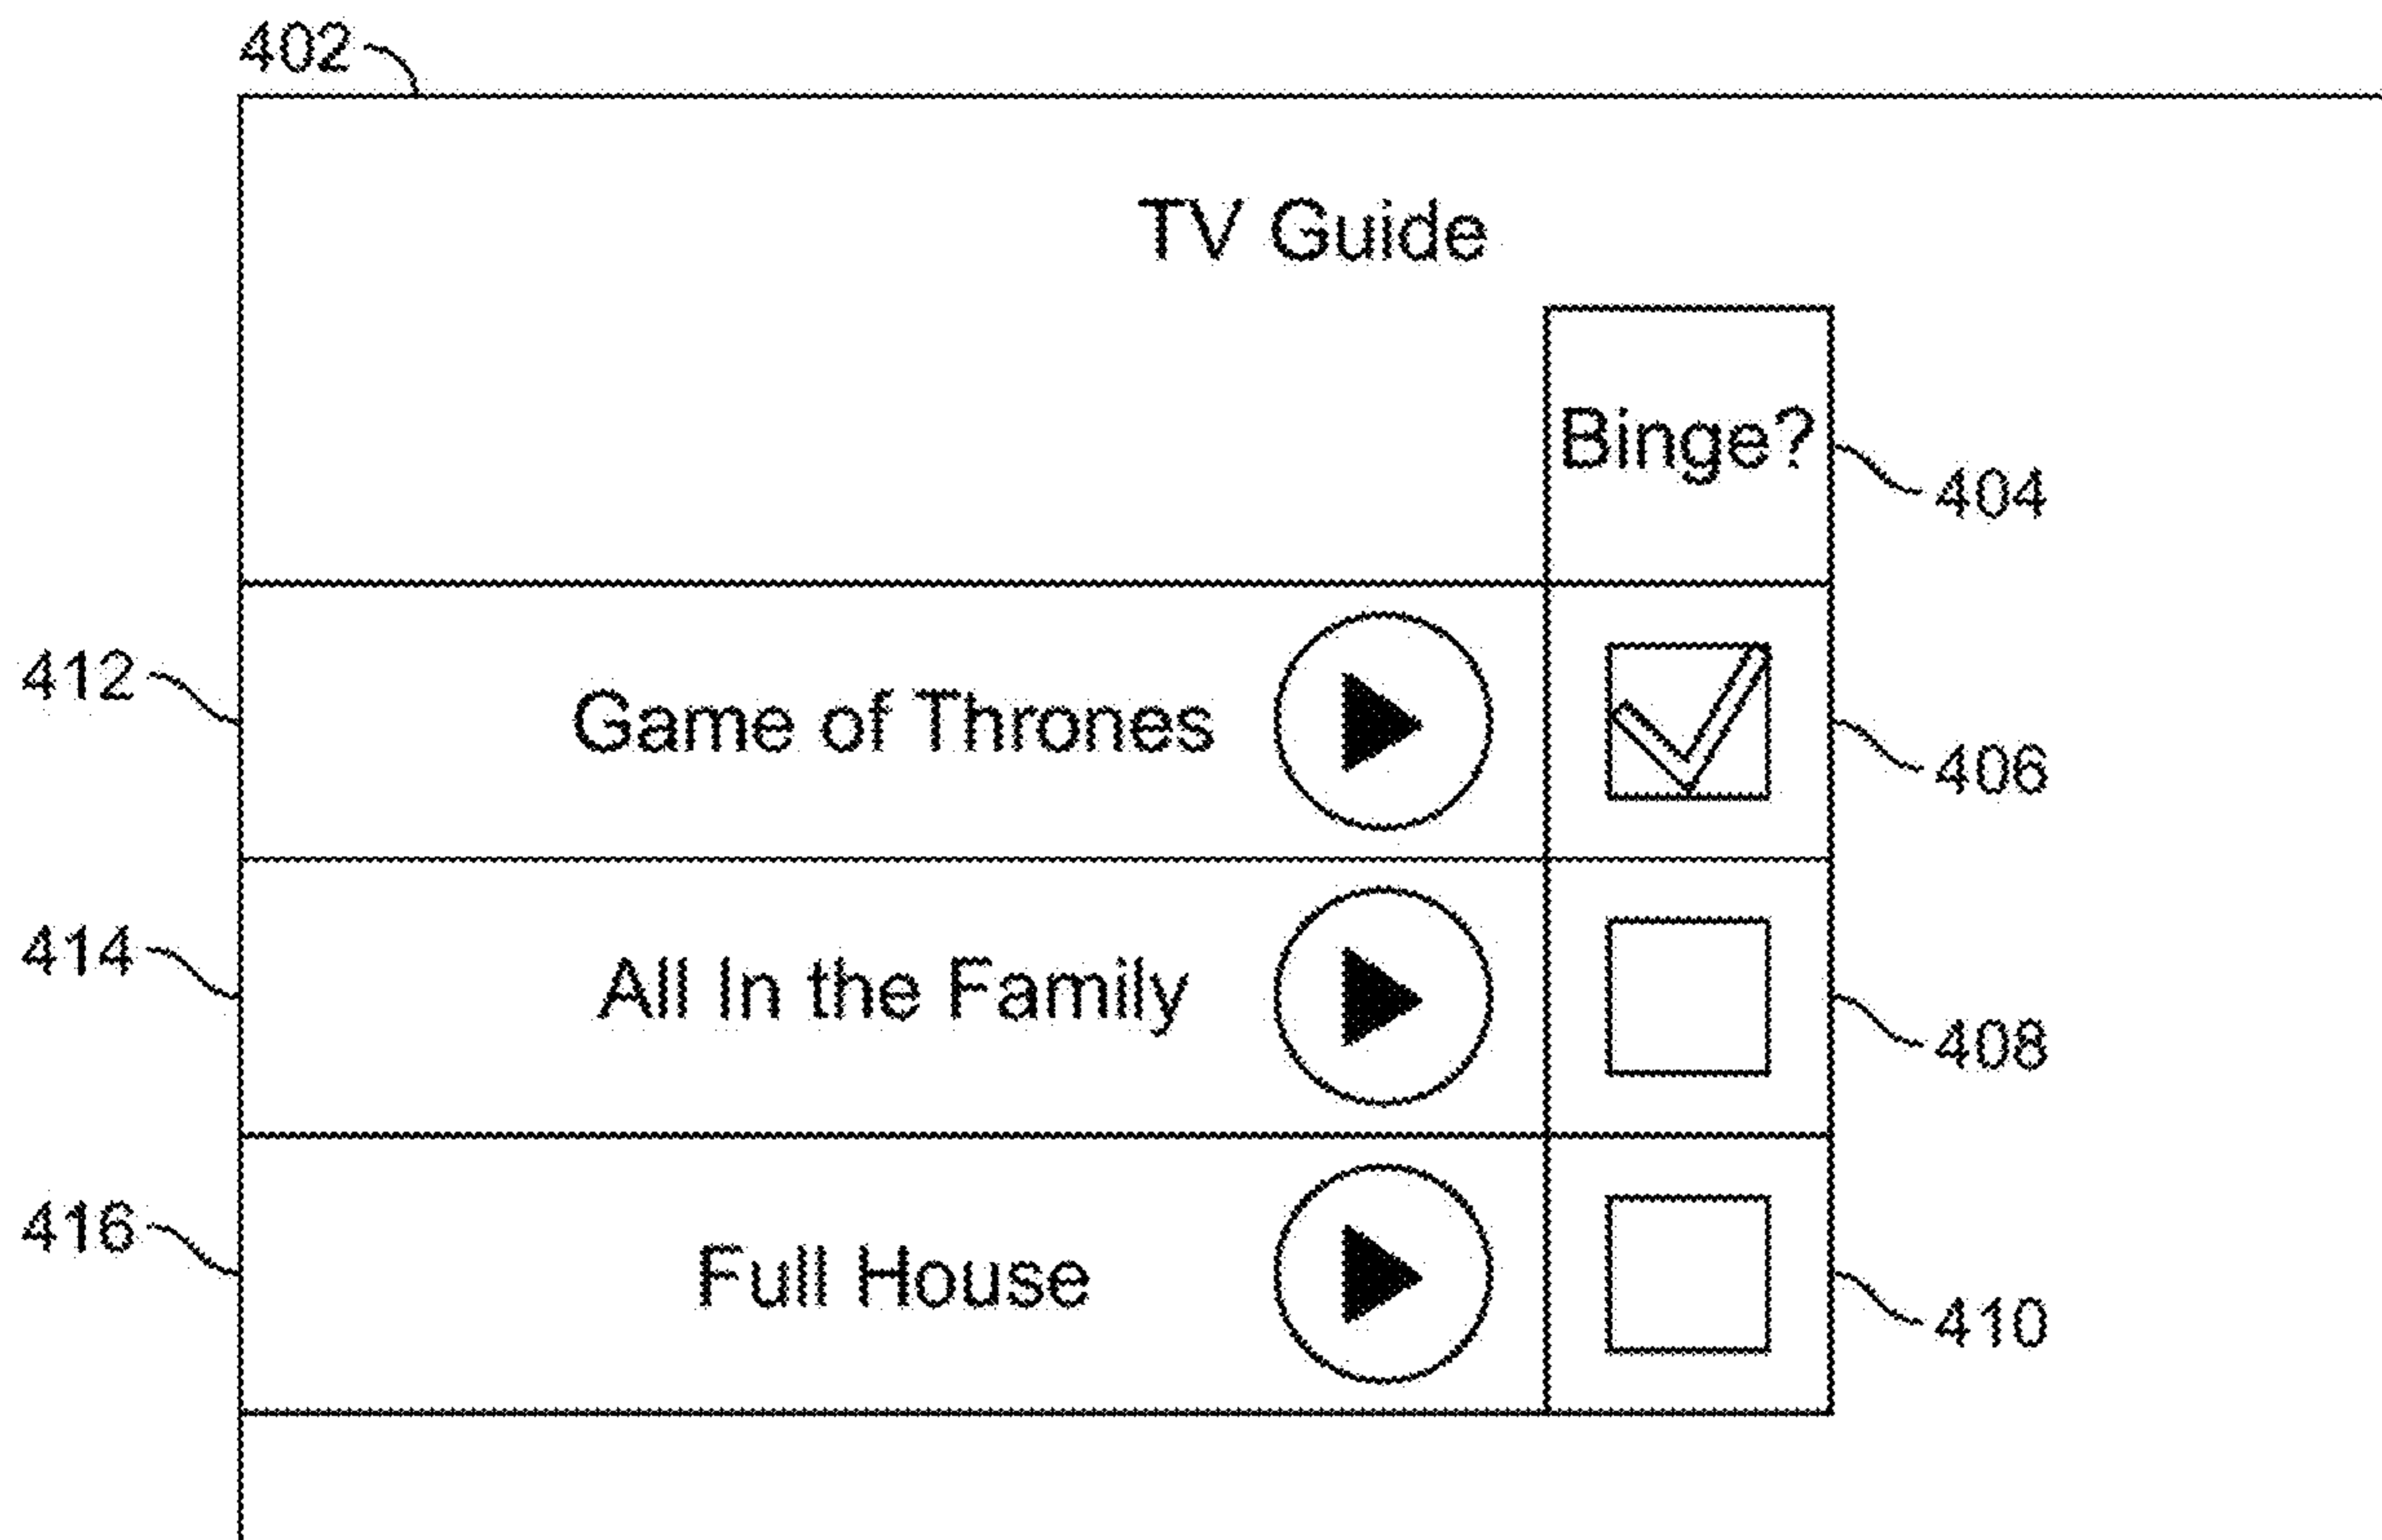 402
TV Guide
Binge?
404
412
Game of Thrones
406
414
All In the Family
408
416
Full House
410